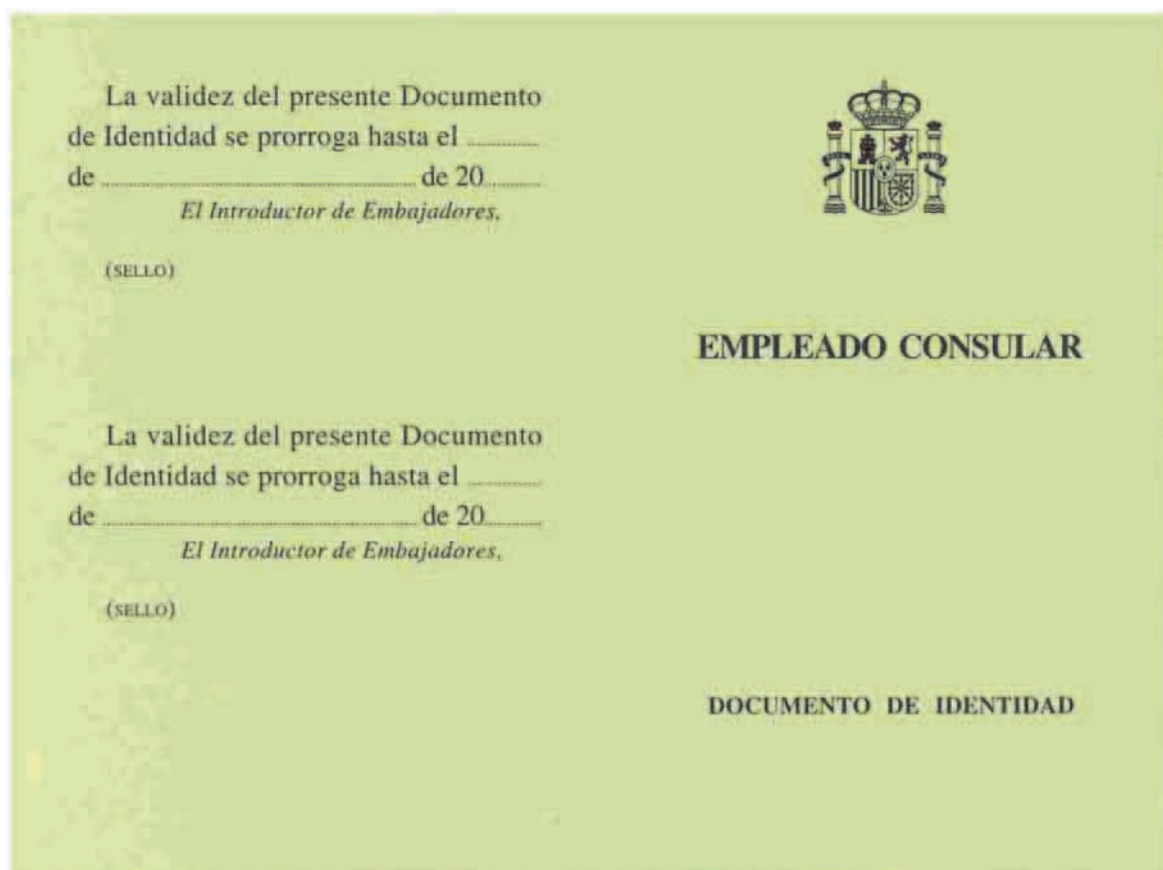 La validez del presente Documento
de Identidad se prorroga hasta el ............
de ........................................................ de 20..........
El Introductor de Embajadores,
(SELLO)
La validez del presente Documento
de Identidad se prorroga hasta el ............
de ........................................................ de 20..........
El Introductor de Embajadores,
(SELLO)
EMPLEADO CONSULAR
DOCUMENTO DE IDENTIDAD